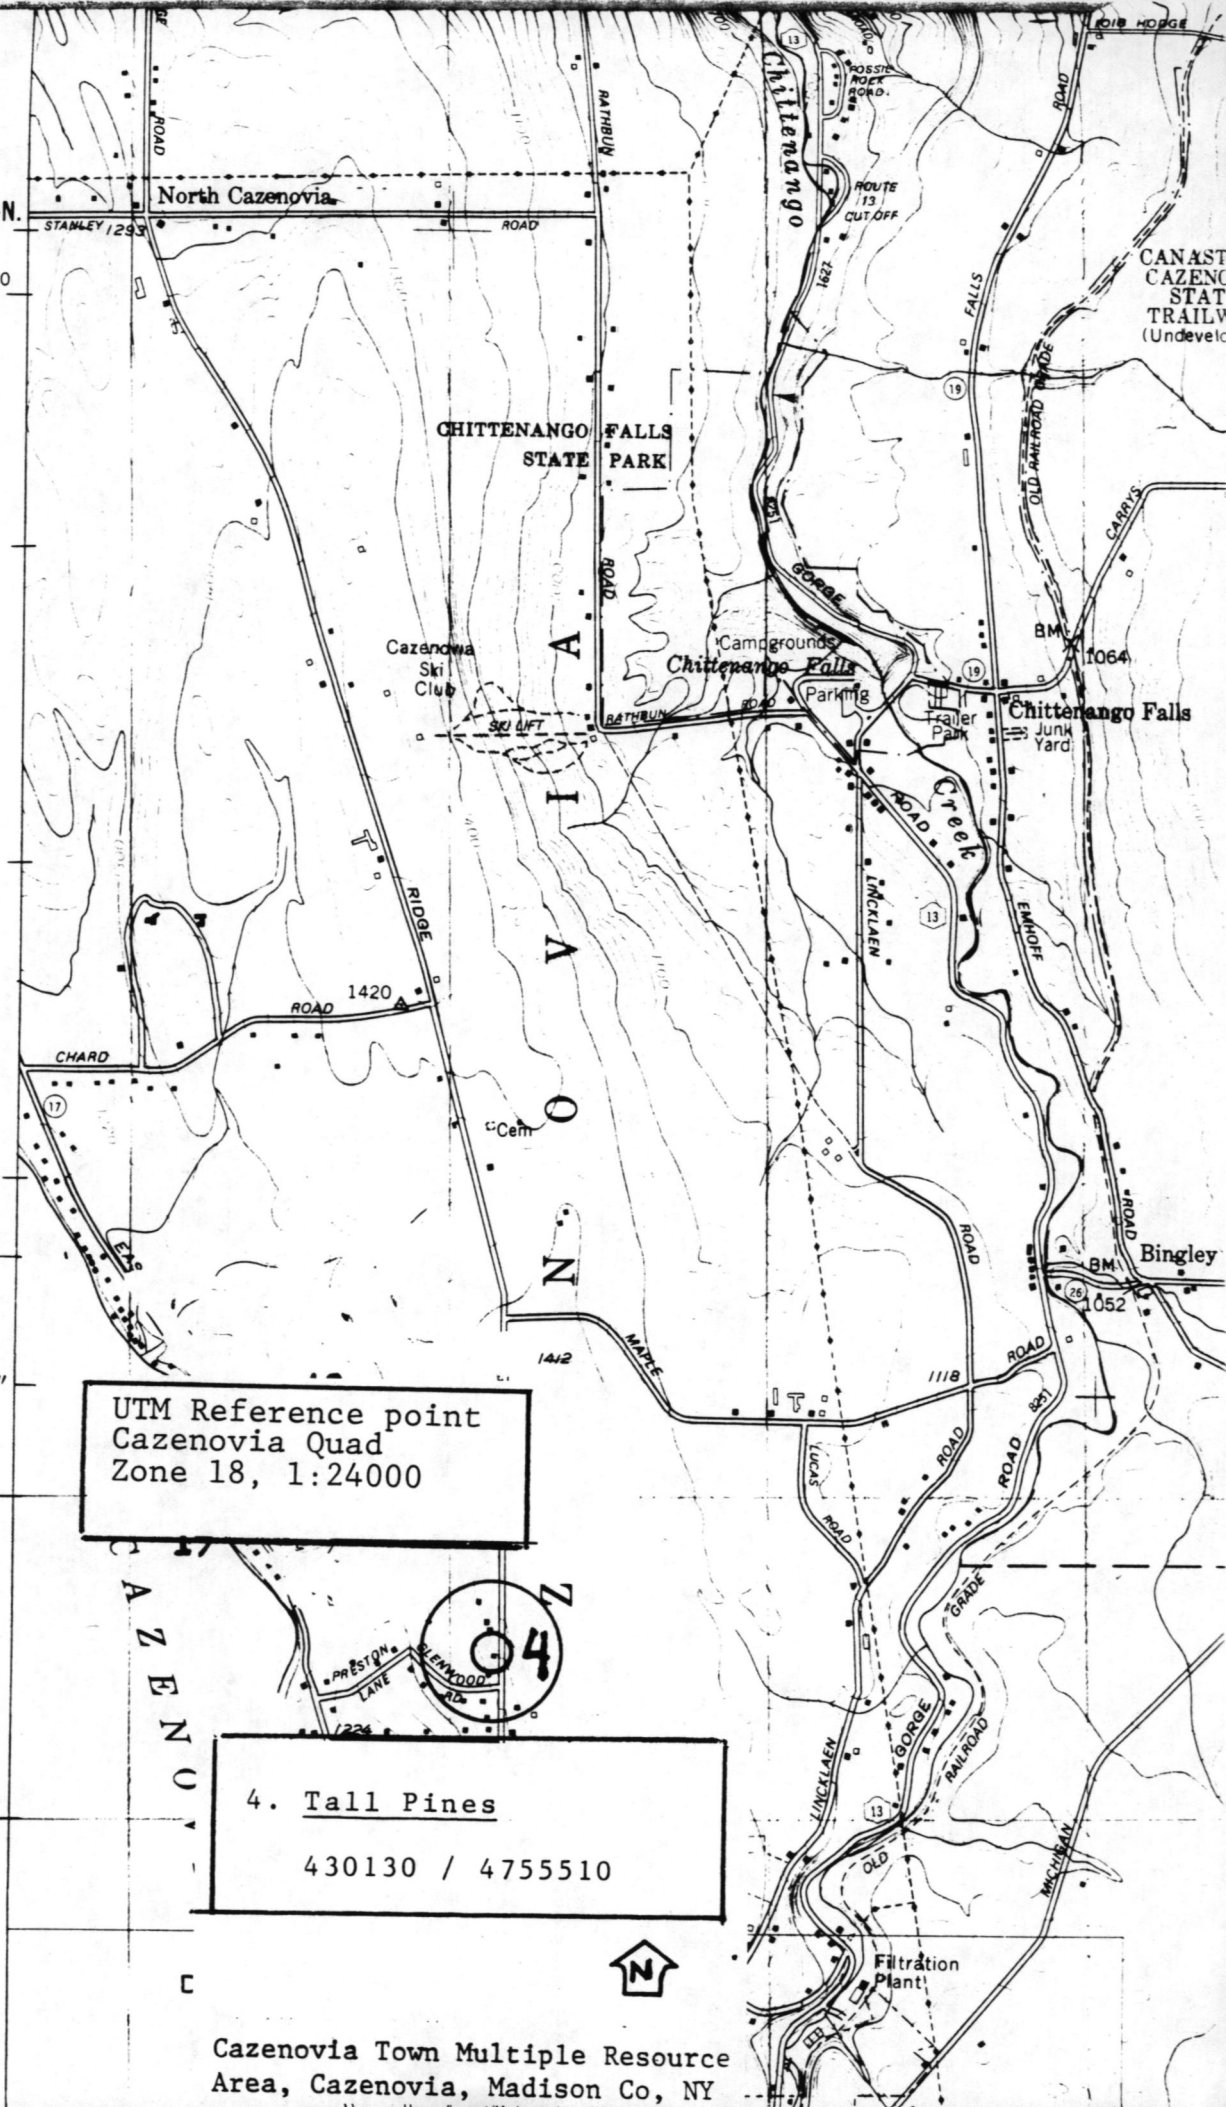 1018 HODGE
13
ROAD
FOSSIL
ROCK
ROAD
ROAD
RATHBUN
Chittenango
ROAD
North Cazenovia
ROUTE
13
CUT OFF
N.
STANLEY 1293
ROAD
1627
FALLS
CANAST
CAZENO
STAT
TRAILW
(Undevelo
19
OLD RAILROAD GRADE
CHITTENANGO FALLS
STATE PARK
CARRYS
8251
ROAD
GORGE
BM
1064
Cazenovia
Ski
Club
Campgrounds
Chittenango Falls
19
Parking
SKI LIFT
RATHBUN
ROAD
Trailer
Park
Chittenango Falls
Junk
Yard
A
I
V
O
N
Z
ROAD
Creek
LINCKLAEN
13
EMHOFF
RIDGE
1420
ROAD
CHARD
17
Cem
ROAD
ROAD
Bingley
BM
26
1052
MAPLE
1412
1118
ROAD
8251
UTM Reference point
Cazenovia Quad
Zone 18, 1:24000
LUCAS
ROAD
ROAD
ROAD
17
C
A
Z
E
N
O
GRADE
PRESTON
LANE
GLENWOOD
RD
4
1224
GORGE
RAILROAD
LINCKLAEN
13
OLD
MICHIGAN
4. Tall Pines
430130 / 4755510
N
Filtration
Plant
Cazenovia Town Multiple Resource
Area, Cazenovia, Madison Co, NY